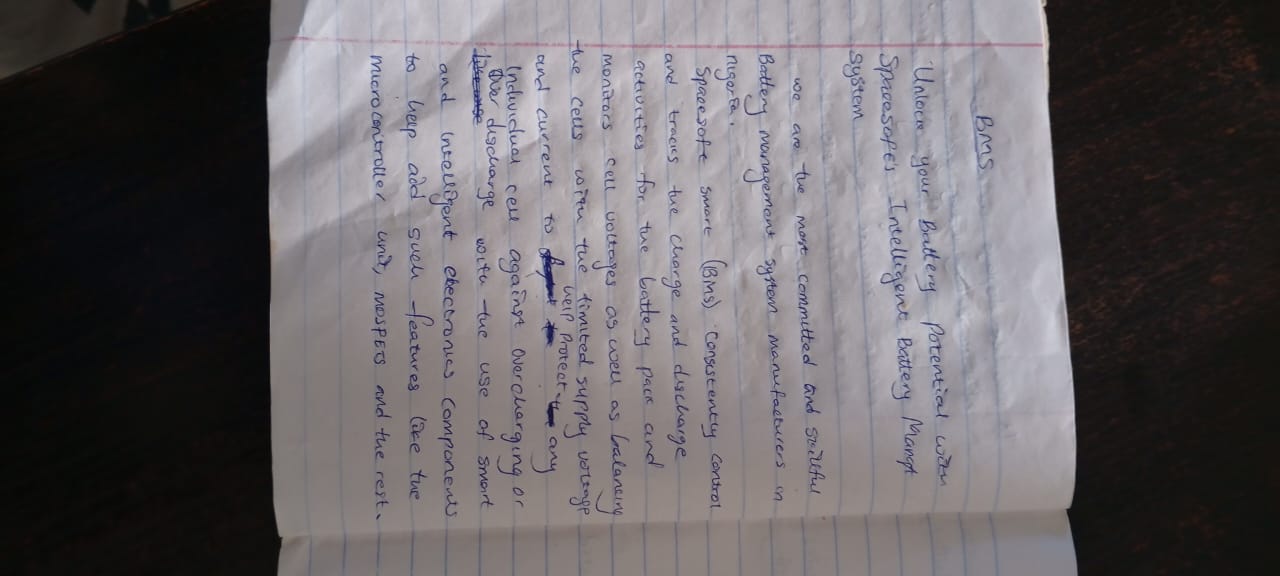 BMS
Unlock your Battery Potential with
Spacesofts Intelligent Battery Mangt
System
we are the most committed and skillful
Battery management system manufacturers in
nigeria.
Spacesoft smart (BMS) consistently control
and tracks the charge and discharge
activities for the battery pack and
monitors cell voltages as well as balancing
the cells with the limited supply voltage
and current to help protect any
Individual cell against overcharging or
Over discharge with the use of smart
and intelligent electronics components
to help add such features like the
microcontroller unit, mosfets and the rest.